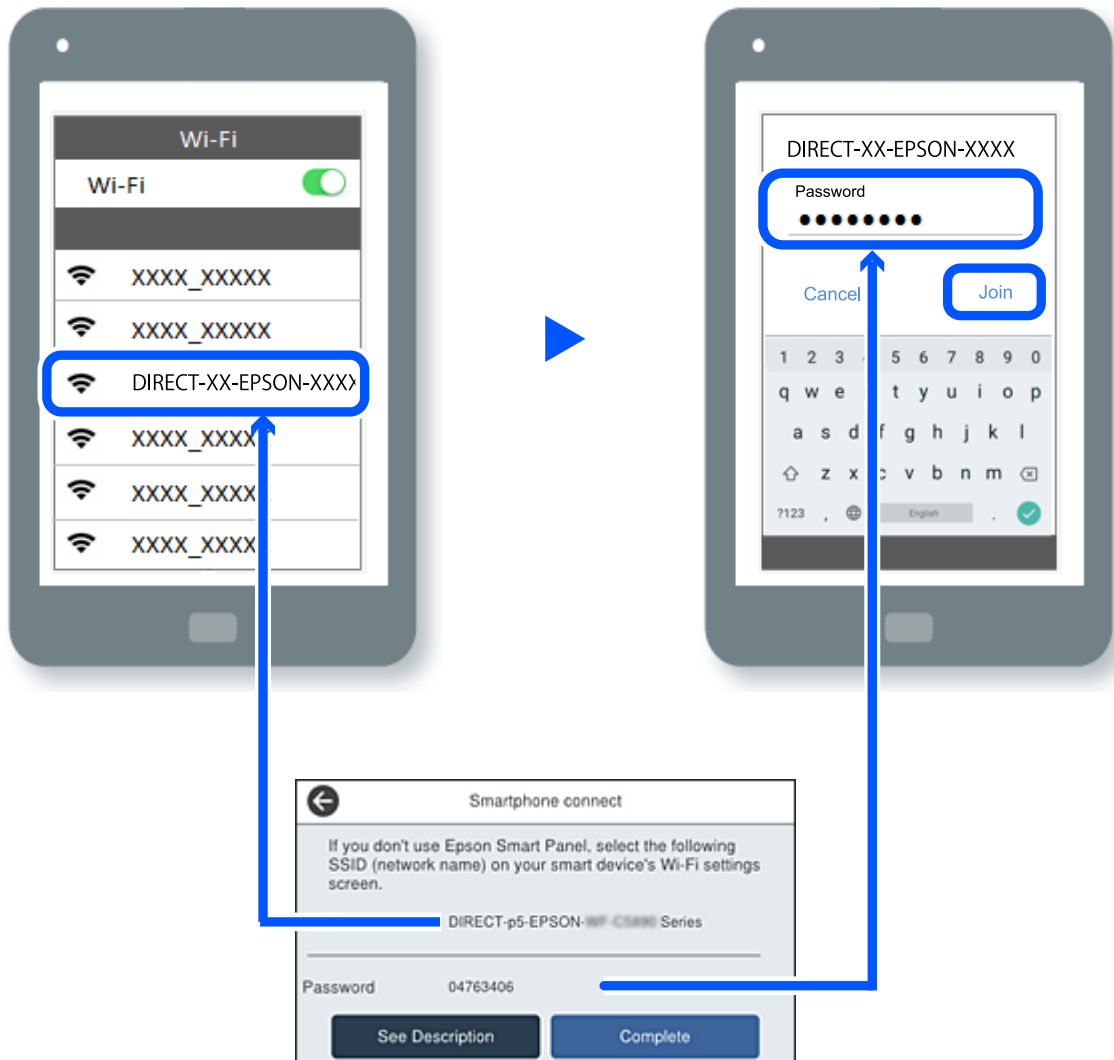 Wi-Fi
Wi-Fi
XXXX_XXXXX
XXXX_XXXXX
DIRECT-XX-EPSON-XXXX
XXXX_XXXX
XXXX_XXXX
XXXX_XXXX
DIRECT-XX-EPSON-XXXX
Password
Cancel
Join
1 2 3 5 6 7 8 9 0
q w e t y u i o p
a s d f g h j k l
z x c v b n m
?123 , English .
Smartphone connect
If you don't use Epson Smart Panel, select the following
SSID (network name) on your smart device's Wi-Fi settings
screen.
DIRECT-p5-EPSON- Series
Password 04763406
See Description Complete